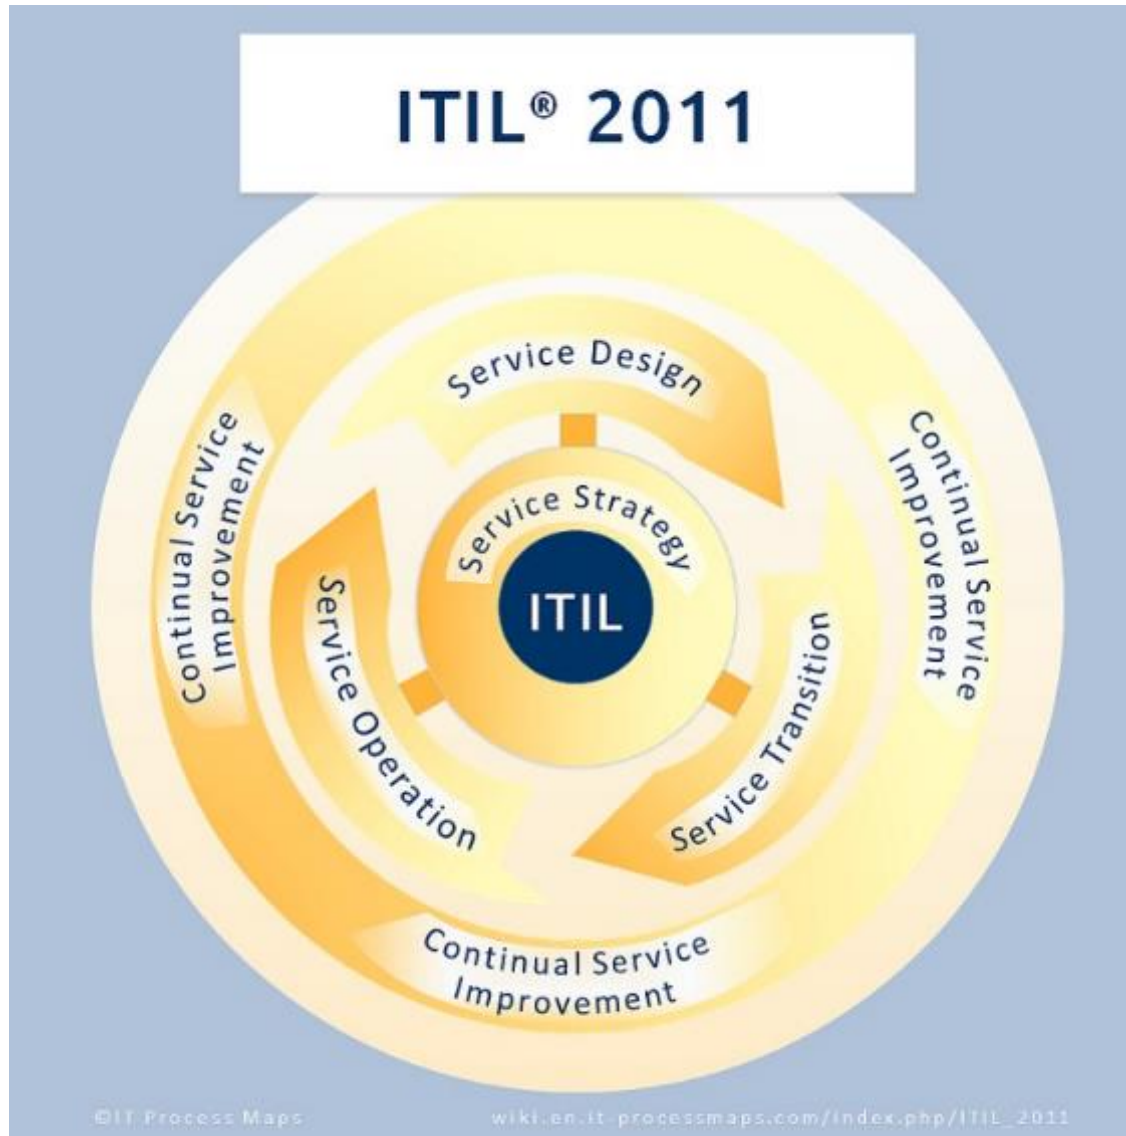 ITIL® 2011
Service Design
Service Strategy
ITIL
Continual Service
Improvement
Continual Service
Improvement
Service Operation
Service Transition
Continual Service
Improvement
©IT Process Maps
wiki.en.it-processmaps.com/index.php/ITIL_2011